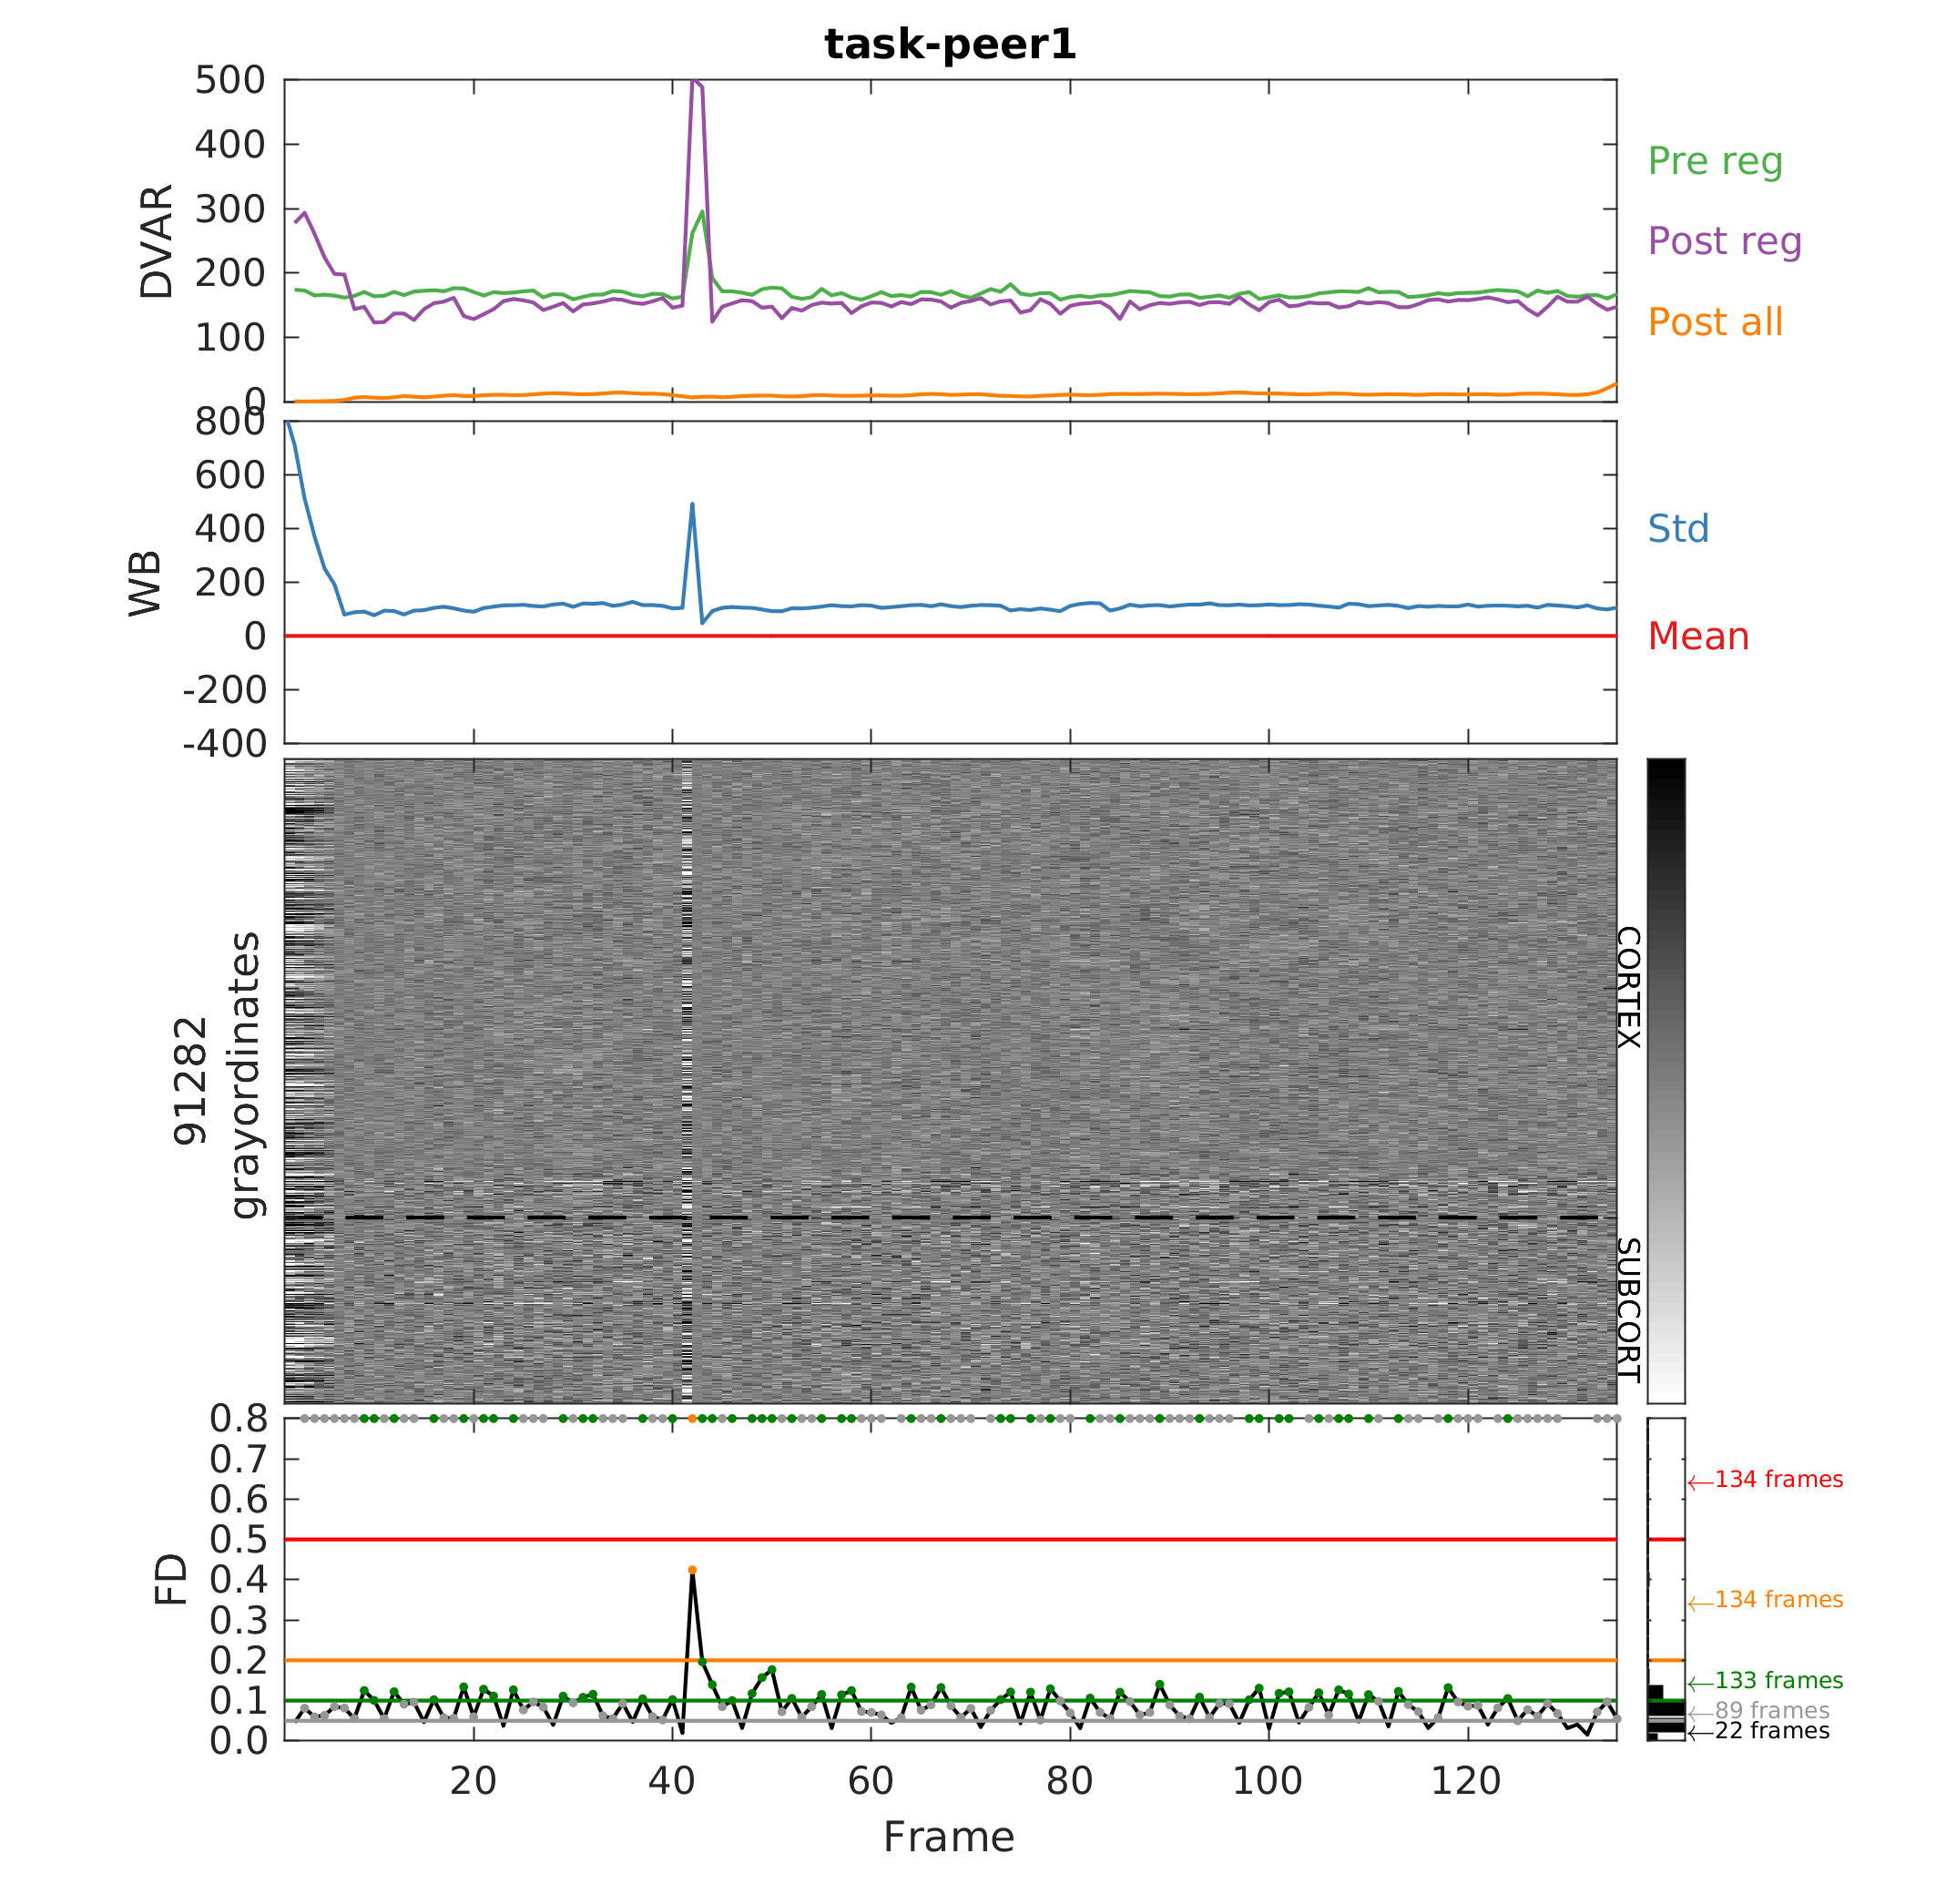 task-peer1
500
400
300
200
100
0
DVAR
Pre reg
Post reg
Post all
800
600
400
200
0
-200
-400
WB
Std
Mean
91282
grayordinates
CORTEX
SUBCORT
0.8
0.7
0.6
0.5
0.4
0.3
0.2
0.1
0.0
FD
←134 frames
←134 frames
←133 frames
←89 frames
←22 frames
20 40 60 80 100 120
Frame